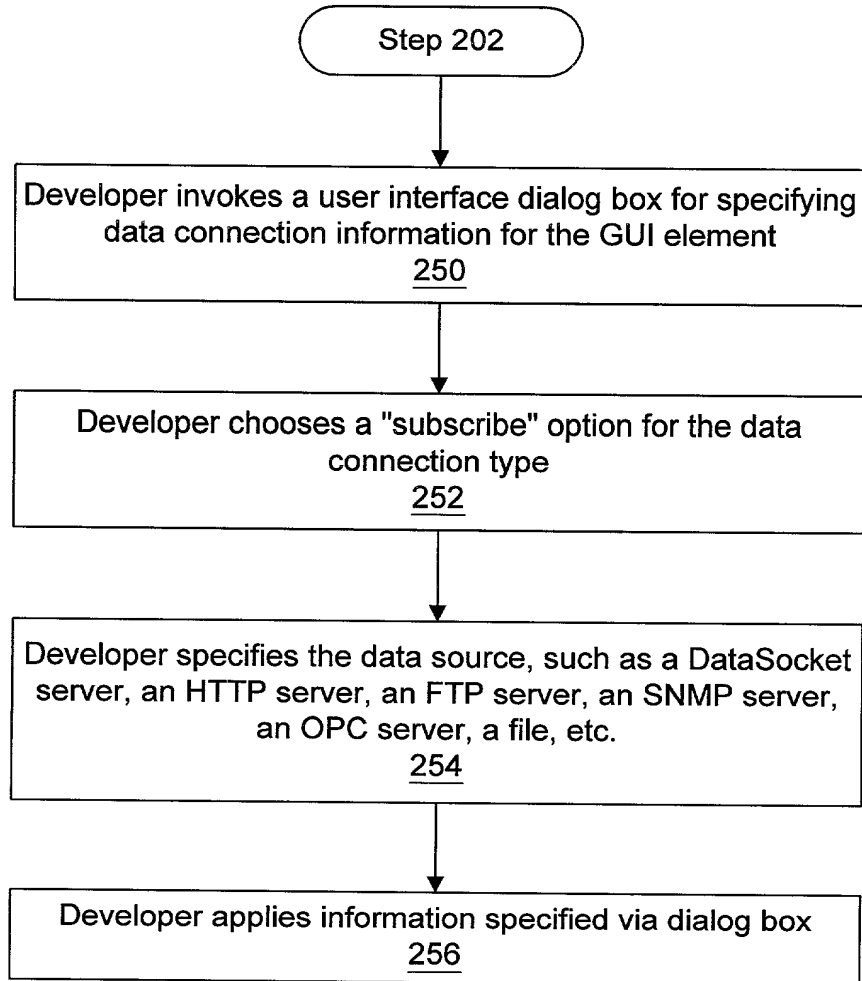 Step 202
Developer invokes a user interface dialog box for specifying
data connection information for the GUI element
250
Developer chooses a "subscribe" option for the data
connection type
252
Developer specifies the data source, such as a DataSocket
server, an HTTP server, an FTP server, an SNMP server,
an OPC server, a file, etc.
254
Developer applies information specified via dialog box
256